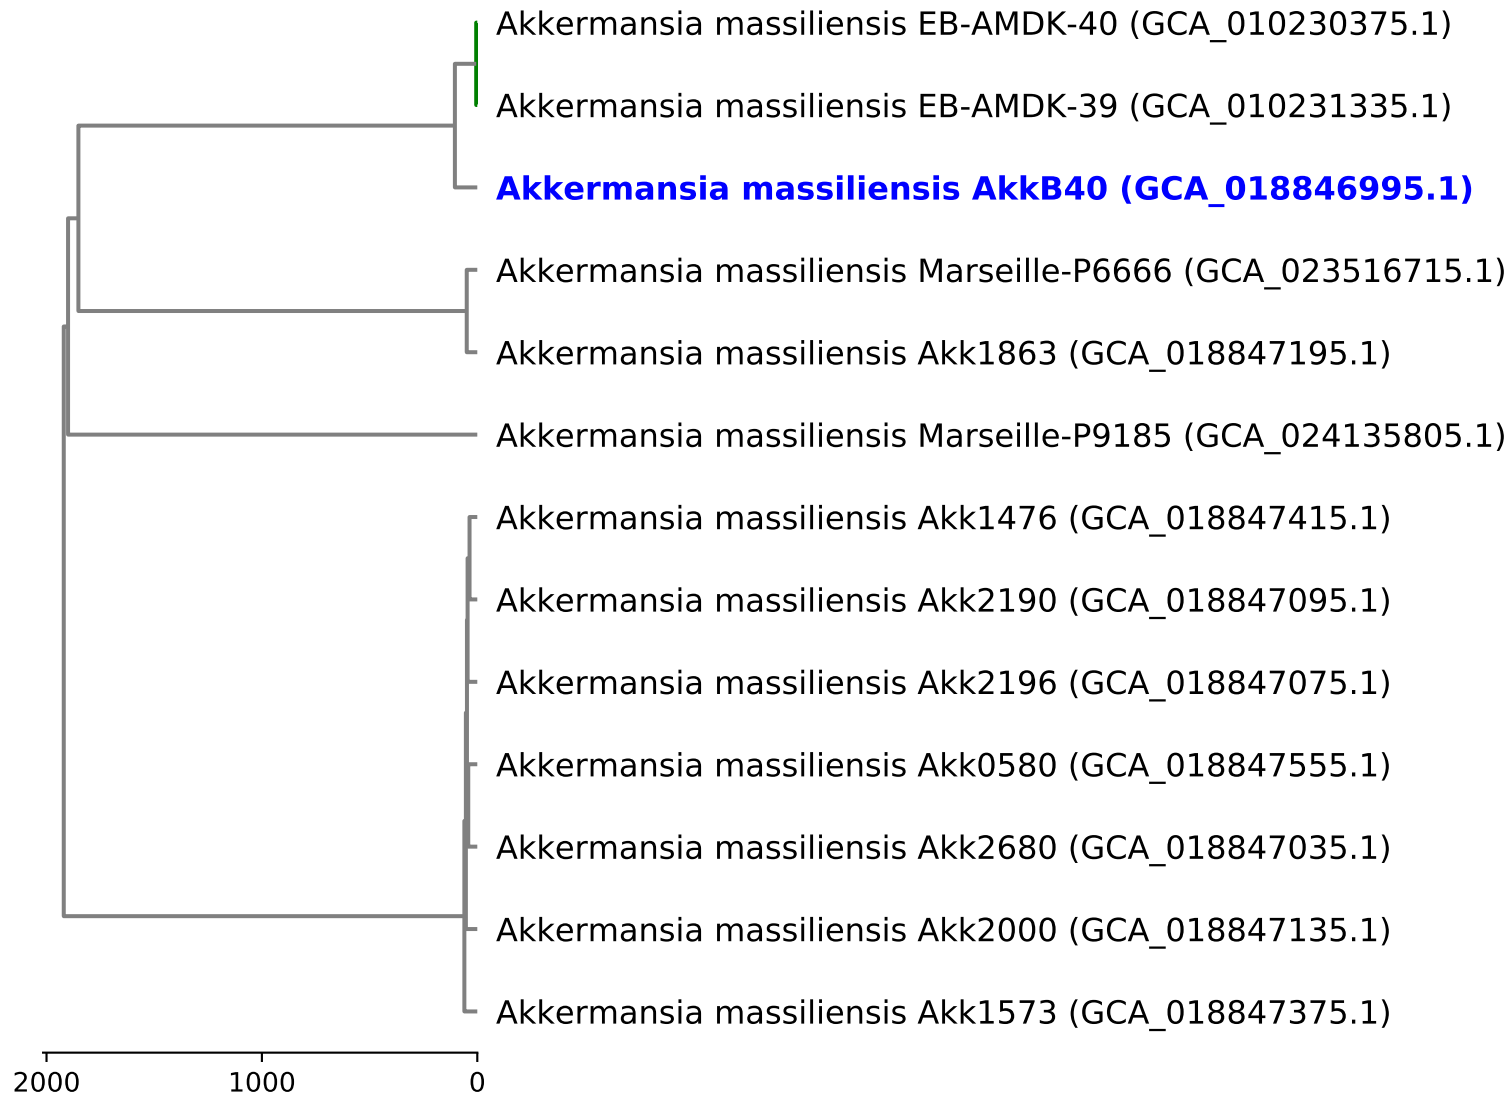 Akkermansia massiliensis EB-AMDK-40 (GCA_010230375.1)
Akkermansia massiliensis EB-AMDK-39 (GCA_010231335.1)
Akkermansia massiliensis AkkB40 (GCA_018846995.1)
Akkermansia massiliensis Marseille-P6666 (GCA_023516715.1)
Akkermansia massiliensis Akk1863 (GCA_018847195.1)
Akkermansia massiliensis Marseille-P9185 (GCA_024135805.1)
Akkermansia massiliensis Akk1476 (GCA_018847415.1)
Akkermansia massiliensis Akk2190 (GCA_018847095.1)
Akkermansia massiliensis Akk2196 (GCA_018847075.1)
Akkermansia massiliensis Akk0580 (GCA_018847555.1)
Akkermansia massiliensis Akk2680 (GCA_018847035.1)
Akkermansia massiliensis Akk2000 (GCA_018847135.1)
Akkermansia massiliensis Akk1573 (GCA_018847375.1)
2000 1000 0